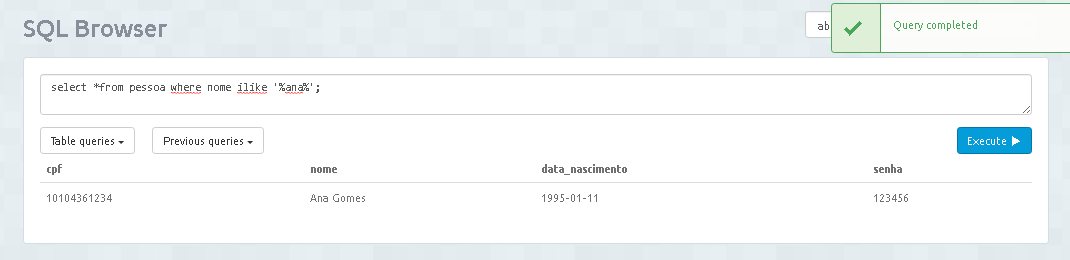 SQL Browser
ab
Query completed
select *from pessoa where nome ilike '%ana%';
Table queries
Previous queries
Execute
cpf nome data_nascimento senha
10104361234 Ana Gomes 1995-01-11 123456